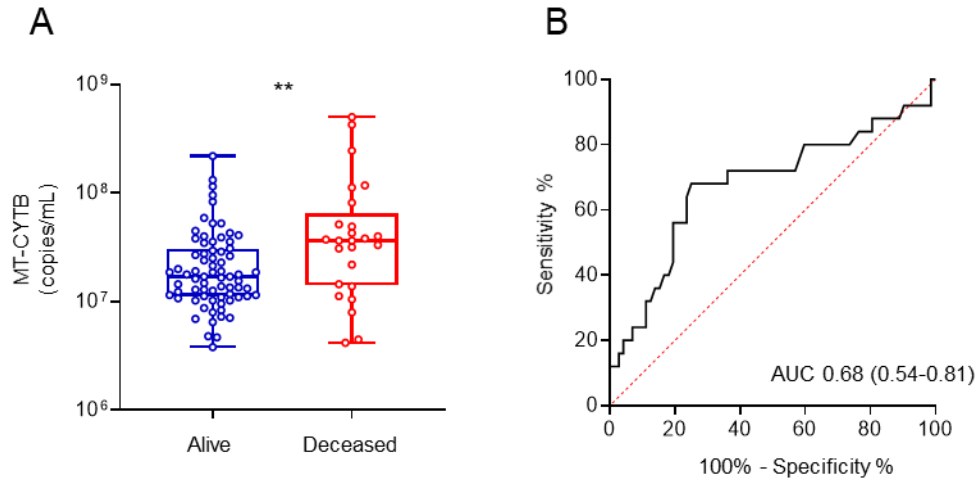 A
B
**
10⁹
10⁸
10⁷
10⁶
MT-CYTB
(copies/mL)
Alive
Deceased
100
80
60
40
20
0
Sensitivity %
AUC 0.68 (0.54-0.81)
0
20
40
60
80
100
100% - Specificity %